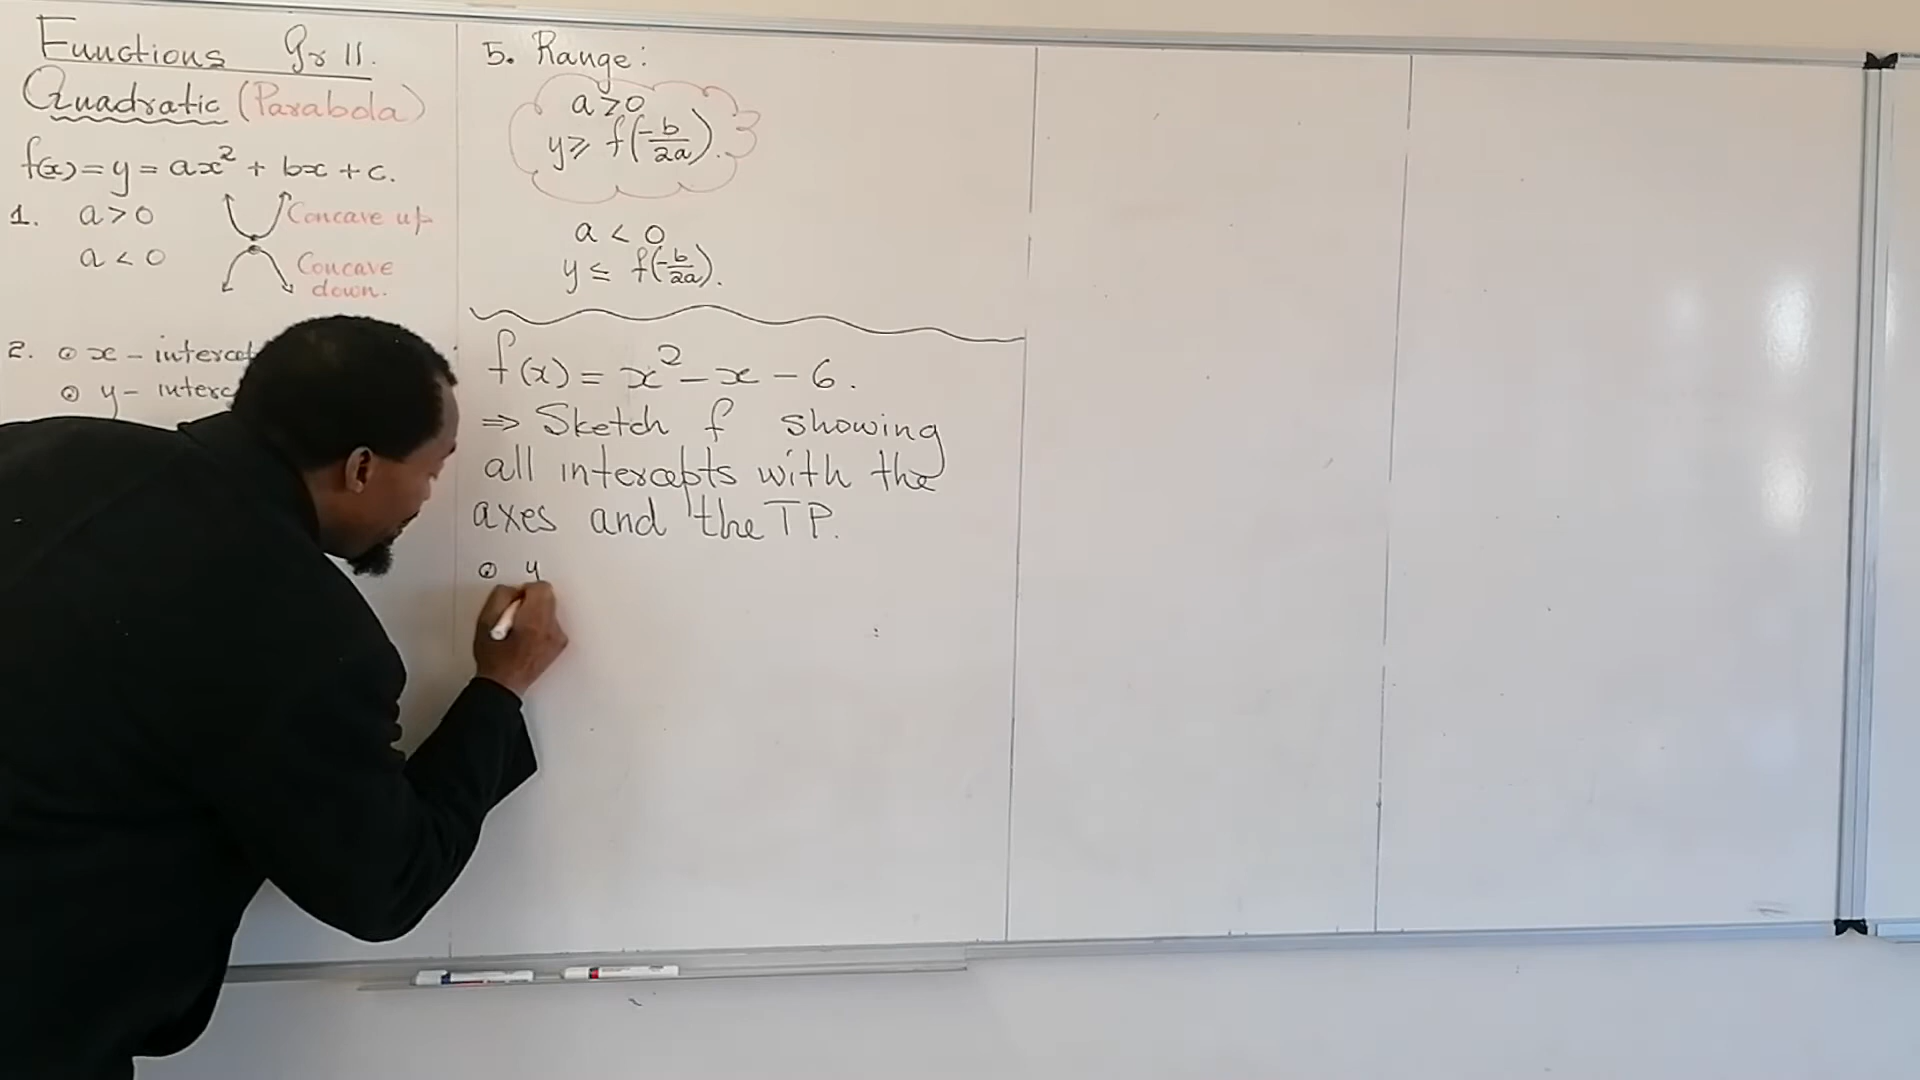 Functions Gr 11.
Quadratic (Parabola)
f(x) = y = ax² + bx + c.
1. a > 0 Concave up
a < 0 Concave
down.
2. ⊙ x - intercept
⊙ y - interc
5. Range:
a > 0
y ⩾ f(-b/2a).
a < 0
y ≤ f(-b/2a).
f(x) = x² - x - 6.
⇒ Sketch f showing
all intercepts with the
axes and the TP.
⊙ y